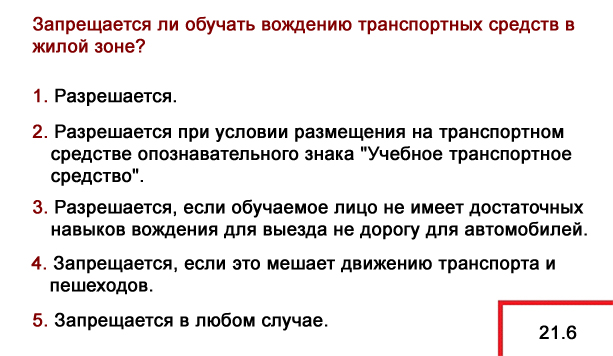 Запрещается ли обучать вождению транспортных средств в
жилой зоне?
1. Разрешается.
2. Разрешается при условии размещения на транспортном
средстве опознавательного знака "Учебное транспортное
средство".
3. Разрешается, если обучаемое лицо не имеет достаточных
навыков вождения для выезда не дорогу для автомобилей.
4. Запрещается, если это мешает движению транспорта и
пешеходов.
5. Запрещается в любом случае.
21.6